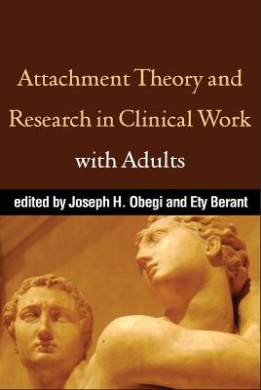 Attachment Theory and
Research in Clinical Work
with Adults
edited by Joseph H. Obegi and Ety Berant